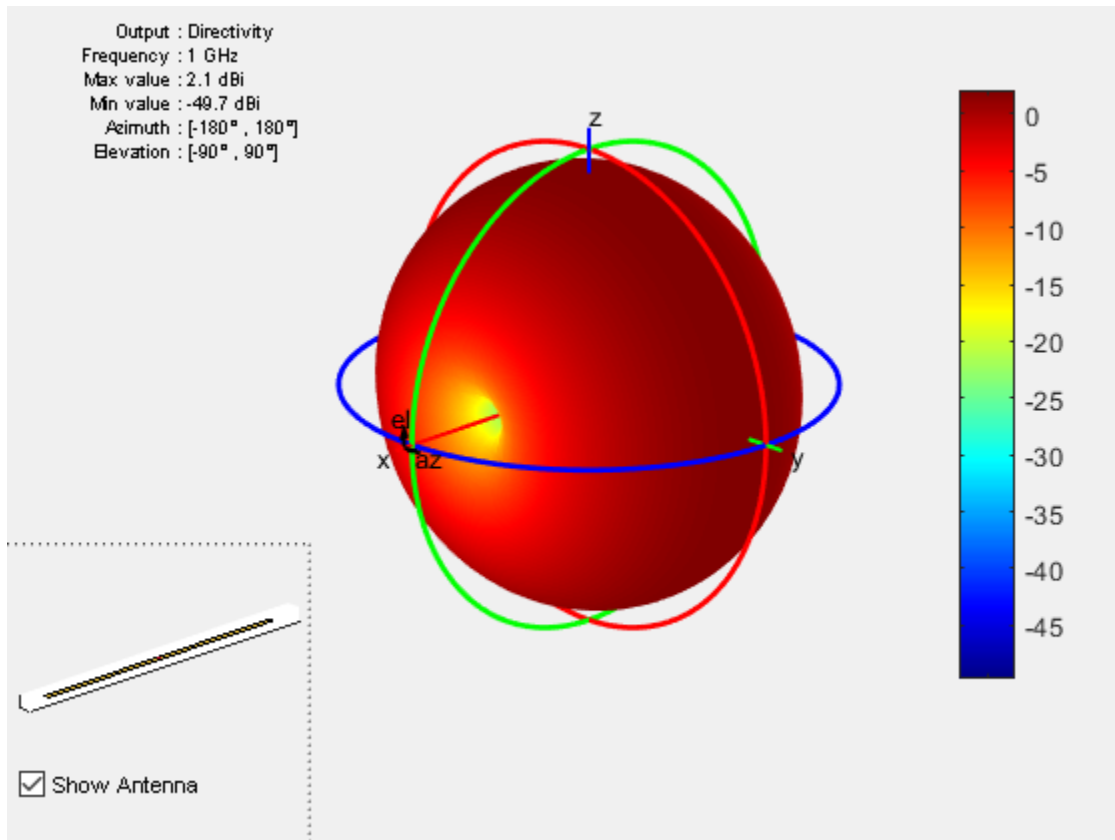 Output : Directivity
Frequency : 1 GHz
Max value : 2.1 dBi
Min value : -49.7 dBi
Azimuth : [-180° , 180°]
Elevation : [-90° , 90°]
z
el
x
az
y
0
-5
-10
-15
-20
-25
-30
-35
-40
-45
Show Antenna